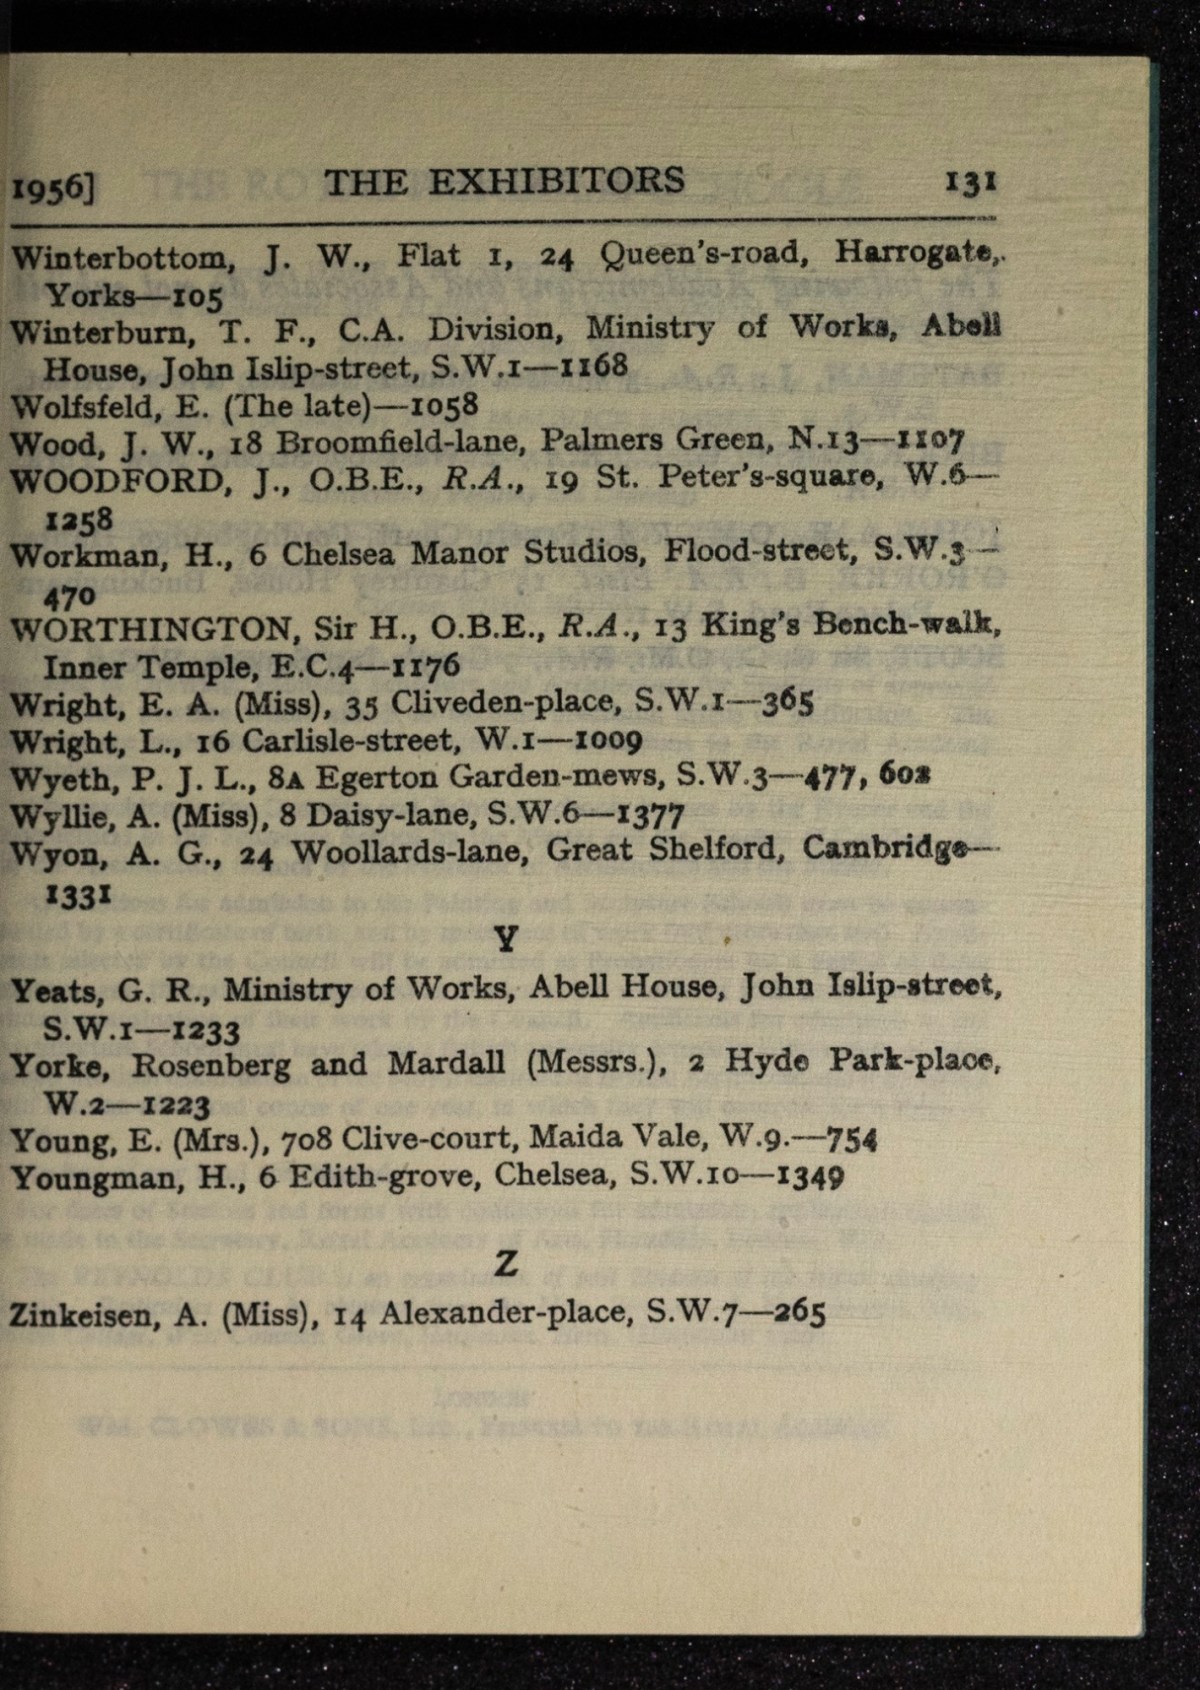 1956] THE EXHIBITORS 131
Winterbottom, J. W., Flat 1, 24 Queen's-road, Harrogate,
Yorks—105
Winterburn, T. F., C.A. Division, Ministry of Works, Abell
House, John Islip-street, S.W.1—1168
Wolfsfeld, E. (The late)—1058
Wood, J. W., 18 Broomfield-lane, Palmers Green, N.13—1107
WOODFORD, J., O.B.E., R.A., 19 St. Peter's-square, W.6—
1258
Workman, H., 6 Chelsea Manor Studios, Flood-street, S.W.3—
470
WORTHINGTON, Sir H., O.B.E., R.A., 13 King's Bench-walk,
Inner Temple, E.C.4—1176
Wright, E. A. (Miss), 35 Cliveden-place, S.W.1—365
Wright, L., 16 Carlisle-street, W.1—1009
Wyeth, P. J. L., 8A Egerton Garden-mews, S.W.3—477, 602
Wyllie, A. (Miss), 8 Daisy-lane, S.W.6—1377
Wyon, A. G., 24 Woollards-lane, Great Shelford, Cambridge—
1331
Y
Yeats, G. R., Ministry of Works, Abell House, John Islip-street,
S.W.1—1233
Yorke, Rosenberg and Mardall (Messrs.), 2 Hyde Park-place,
W.2—1223
Young, E. (Mrs.), 708 Clive-court, Maida Vale, W.9.—754
Youngman, H., 6 Edith-grove, Chelsea, S.W.10—1349
Z
Zinkeisen, A. (Miss), 14 Alexander-place, S.W.7—265